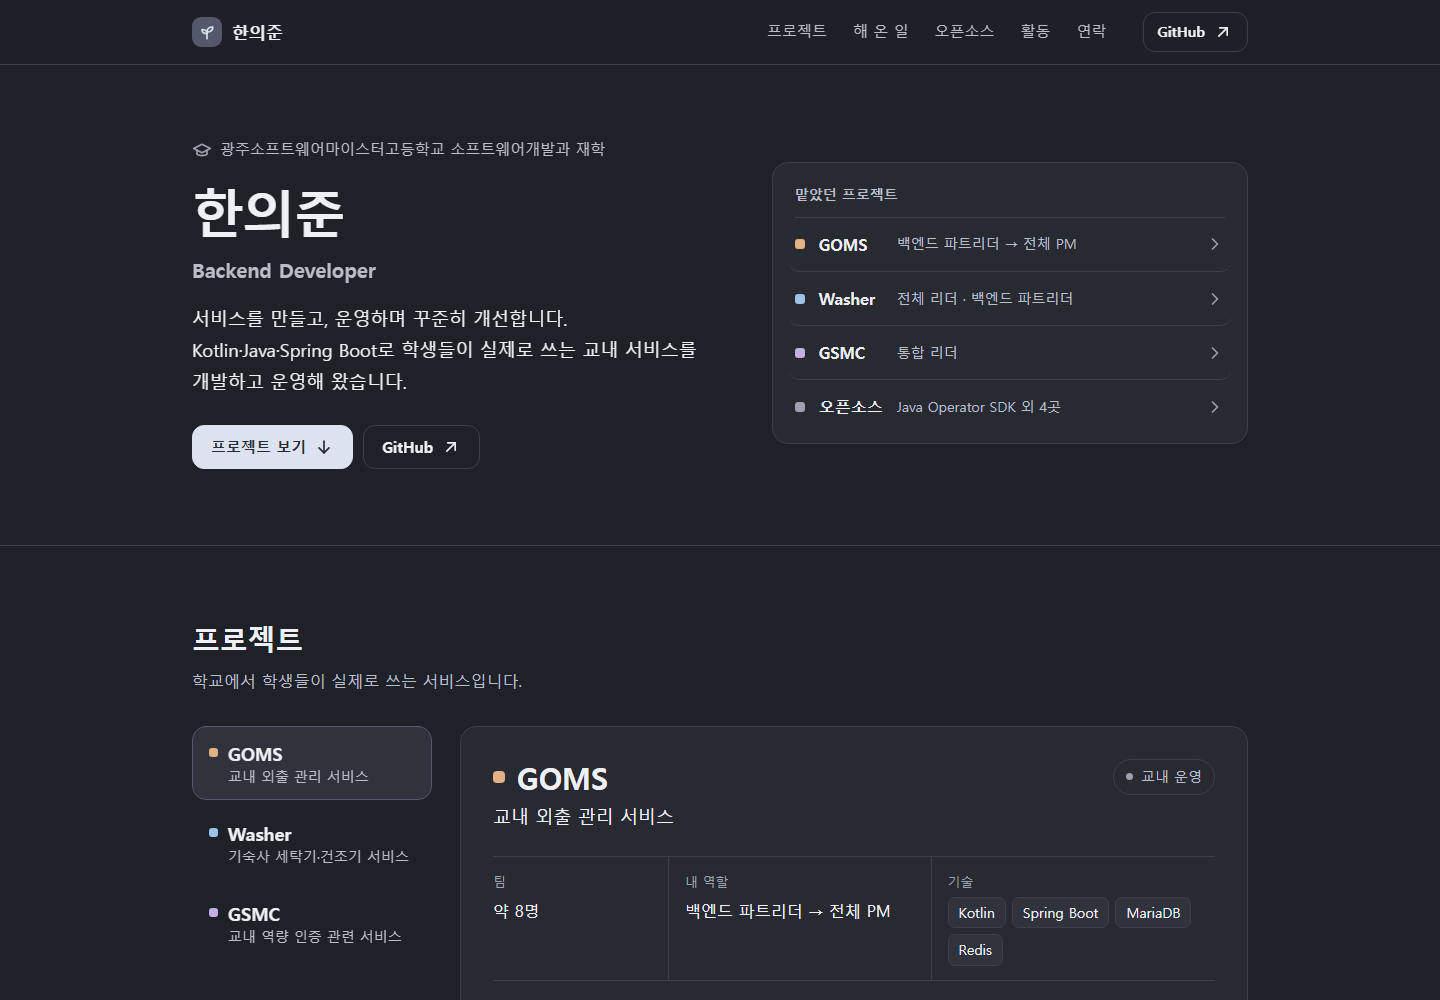 한의준
프로젝트
해 온 일
오픈소스
활동
연락
GitHub
광주소프트웨어마이스터고등학교 소프트웨어개발과 재학
한의준
Backend Developer
서비스를 만들고, 운영하며 꾸준히 개선합니다.
Kotlin·Java·Spring Boot로 학생들이 실제로 쓰는 교내 서비스를
개발하고 운영해 왔습니다.
프로젝트 보기 ↓
GitHub
맡았던 프로젝트
GOMS 백엔드 파트리더 → 전체 PM
Washer 전체 리더 · 백엔드 파트리더
GSMC 통합 리더
오픈소스 Java Operator SDK 외 4곳
프로젝트
학교에서 학생들이 실제로 쓰는 서비스입니다.
GOMS
교내 외출 관리 서비스
Washer
기숙사 세탁기·건조기 서비스
GSMC
교내 역량 인증 관련 서비스
GOMS
교내 운영
교내 외출 관리 서비스
팀
약 8명
내 역할
백엔드 파트리더 → 전체 PM
기술
Kotlin
Spring Boot
MariaDB
Redis